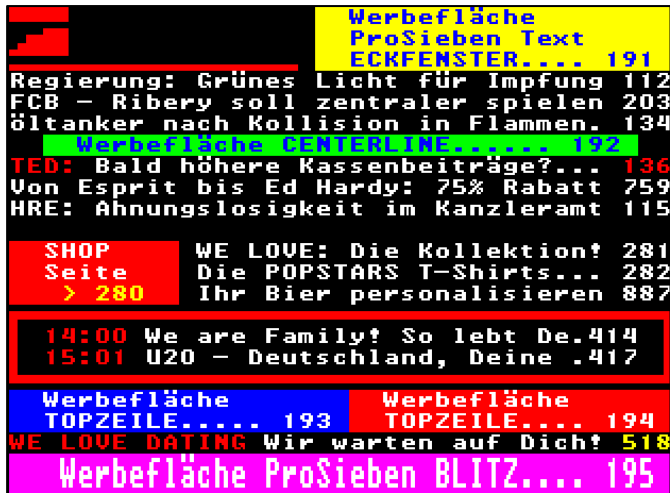 Werbefläche
ProSieben Text
ECKFENSTER.... 191
Regierung: Grünes Licht für Impfung 112
FCB – Ribery soll zentraler spielen 203
öltanker nach Kollision in Flammen. 134
Werbefläche CENTERLINE...... 192
TED: Bald höhere Kassenbeiträge?... 136
Von Esprit bis Ed Hardy: 75% Rabatt 759
HRE: Ahnungslosigkeit im Kanzleramt 115
SHOP WE LOVE: Die Kollektion! 281
Seite Die POPSTARS T-Shirts... 282
> 280 Ihr Bier personalisieren 887
14:00 We are Family! So lebt De.414
15:01 U20 – Deutschland, Deine .417
Werbefläche Werbefläche
TOPZEILE..... 193 TOPZEILE.... 194
WE LOVE DATING Wir warten auf Dich! 518
Werbefläche ProSieben BLITZ.... 195